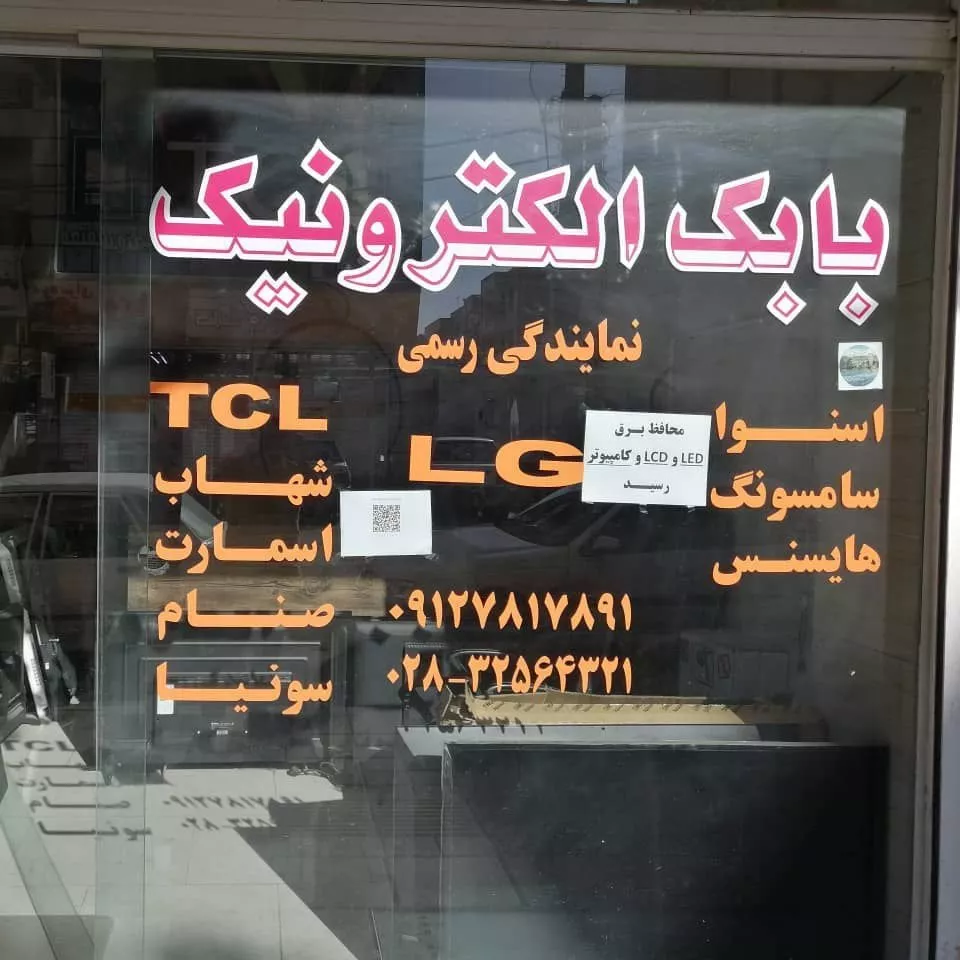 بابک الکترونیک
نمایندگی رسمی
اسنوا
سامسونگ
هایسنس
LG
محافظ برق
LED و LCD و کامپیوتر
رسید
TCL
شهاب
اسمارت
صنام
سونیا
۰۹۱۲۷۸۱۷۸۹۱
۰۲۸-۳۲۵۶۴۳۲۱